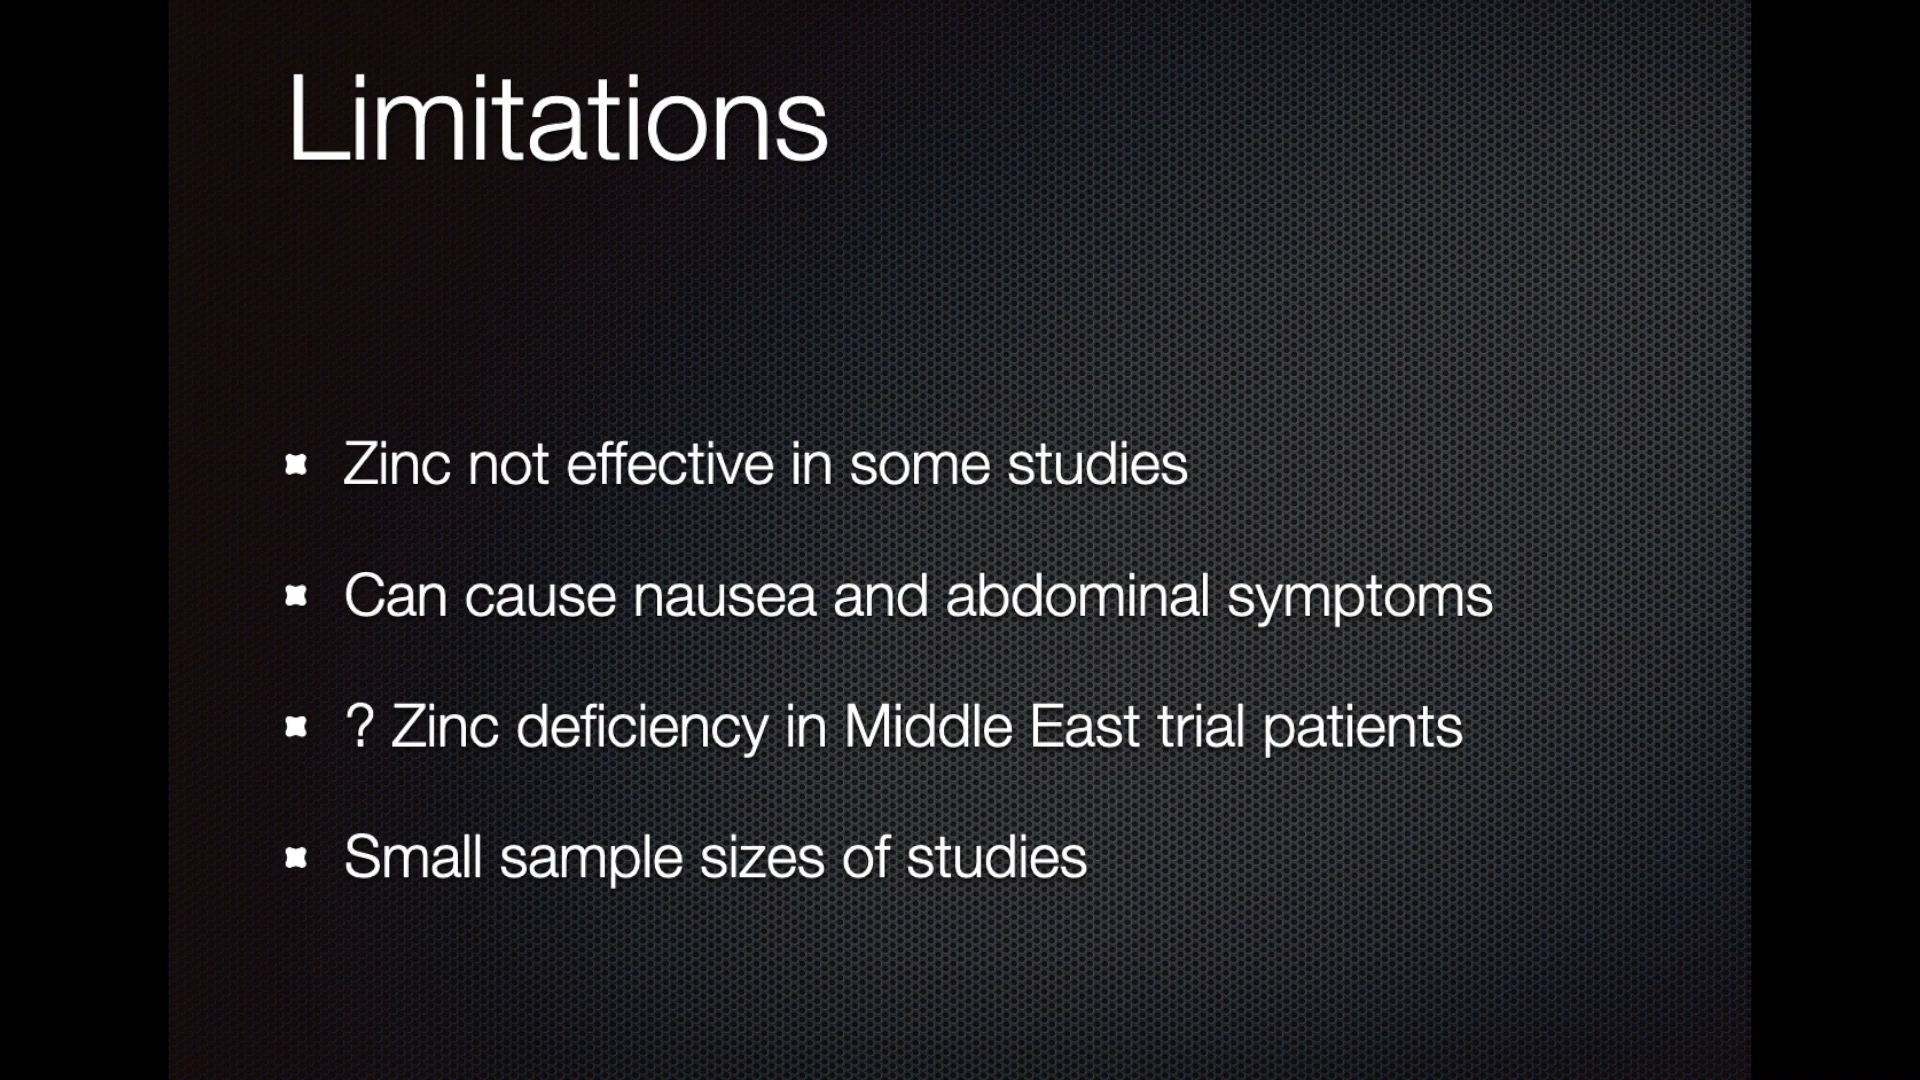 Limitations
Zinc not effective in some studies
Can cause nausea and abdominal symptoms
? Zinc deficiency in Middle East trial patients
Small sample sizes of studies